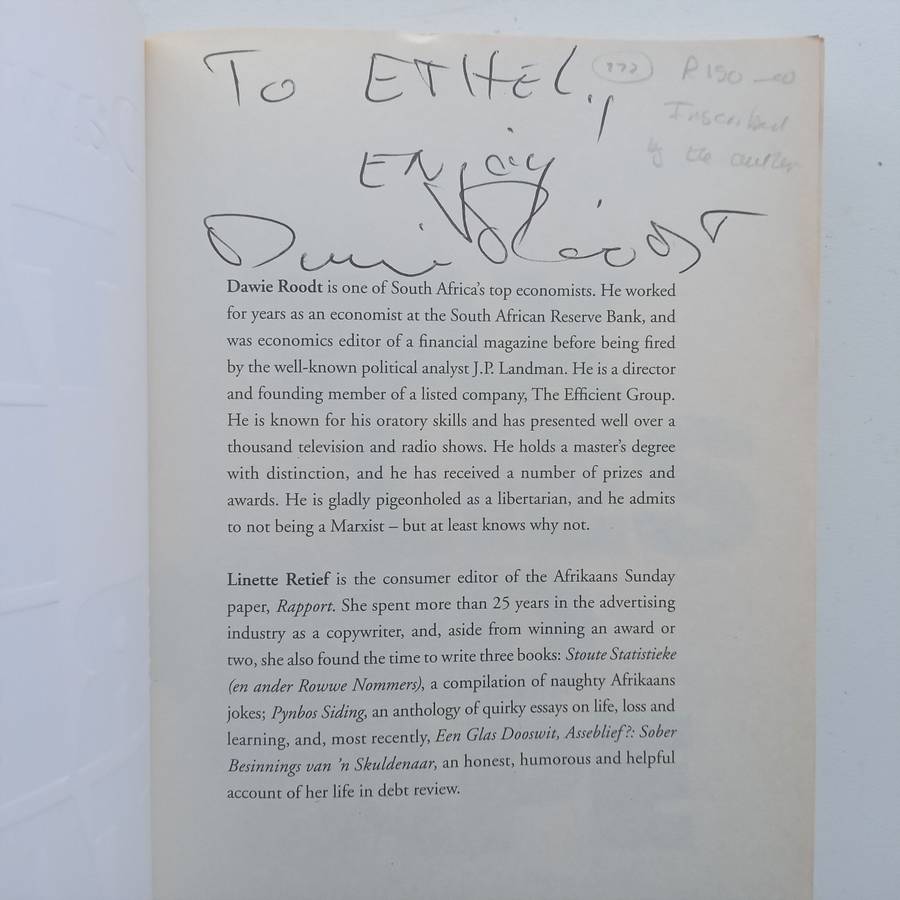 TO ETHEL,
R150-00
Inscribed
by the author
ENJOY
Dawie Roodt
Dawie Roodt is one of South Africa's top economists. He worked
for years as an economist at the South African Reserve Bank, and
was economics editor of a financial magazine before being fired
by the well-known political analyst J.P. Landman. He is a director
and founding member of a listed company, The Efficient Group.
He is known for his oratory skills and has presented well over a
thousand television and radio shows. He holds a master's degree
with distinction, and he has received a number of prizes and
awards. He is gladly pigeonholed as a libertarian, and he admits
to not being a Marxist – but at least knows why not.
Linette Retief is the consumer editor of the Afrikaans Sunday
paper, Rapport. She spent more than 25 years in the advertising
industry as a copywriter, and, aside from winning an award or
two, she also found the time to write three books: Stoute Statistieke
(en ander Rowwe Nommers), a compilation of naughty Afrikaans
jokes; Pynbos Siding, an anthology of quirky essays on life, loss and
learning, and, most recently, Een Glas Dooswit, Asseblief?: Sober
Besinnings van 'n Skuldenaar, an honest, humorous and helpful
account of her life in debt review.